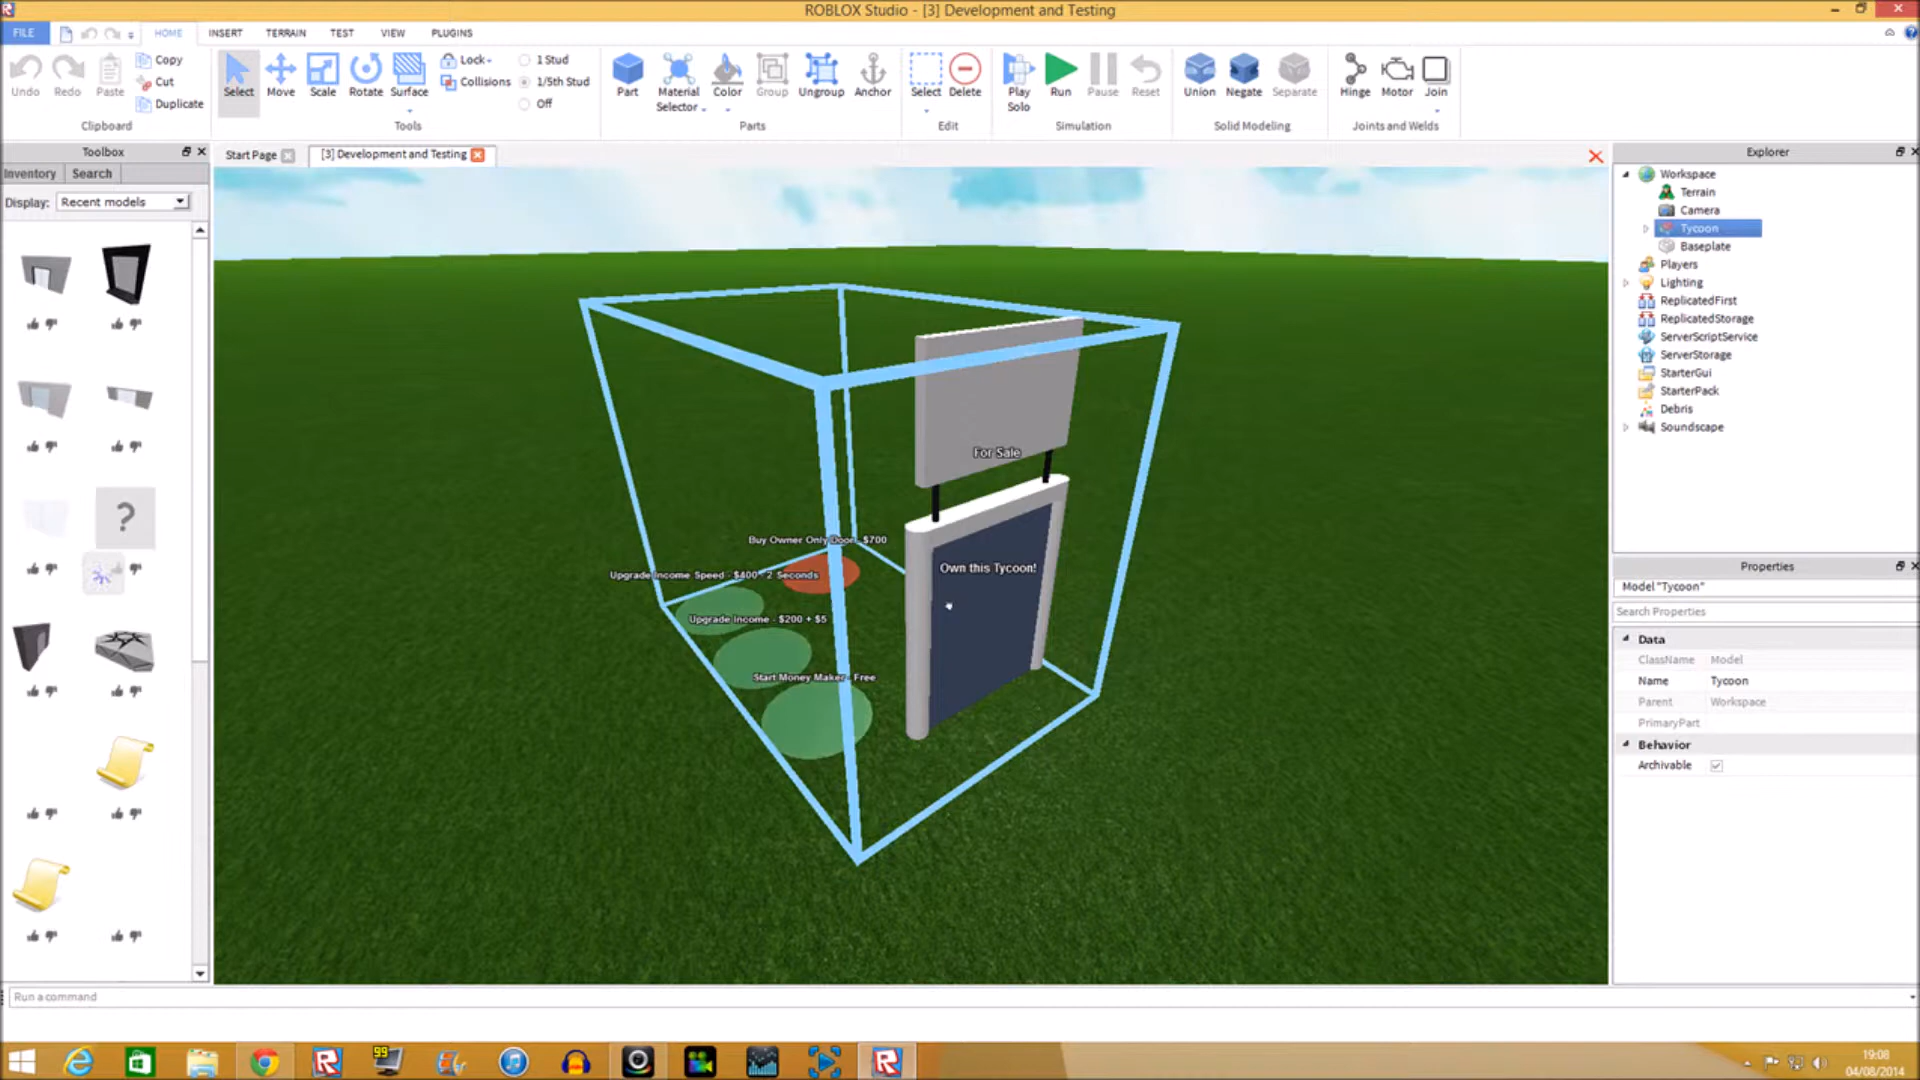 ROBLOX Studio - [3] Development and Testing
FILE HOME INSERT TERRAIN TEST VIEW PLUGINS
Undo Redo Paste Copy Cut Duplicate
Select Move Scale Rotate Surface
Lock Collisions
1 Stud
1/5th Stud
Off
Part Material Selector Color Group Ungroup Anchor
Select Delete
Play Solo Run Pause Reset
Union Negate Separate
Hinge Motor Join
Clipboard Tools Parts Edit Simulation Solid Modeling Joints and Welds
Toolbox
Inventory Search
Display: Recent models
Start Page
[3] Development and Testing
For Sale
Buy Owner Only Door - $700
Own this Tycoon!
Upgrade Income Speed - $400 - 2 Seconds
Upgrade Income - $200 + $5
Start Money Maker - Free
?
Explorer
Workspace
Terrain
Camera
Tycoon
Baseplate
Players
Lighting
ReplicatedFirst
ReplicatedStorage
ServerScriptService
ServerStorage
StarterGui
StarterPack
Debris
Soundscape
Properties
Model "Tycoon"
Search Properties
Data
ClassName Model
Name Tycoon
Parent Workspace
PrimaryPart
Behavior
Archivable
Run a command
99
19:08
04/08/2014